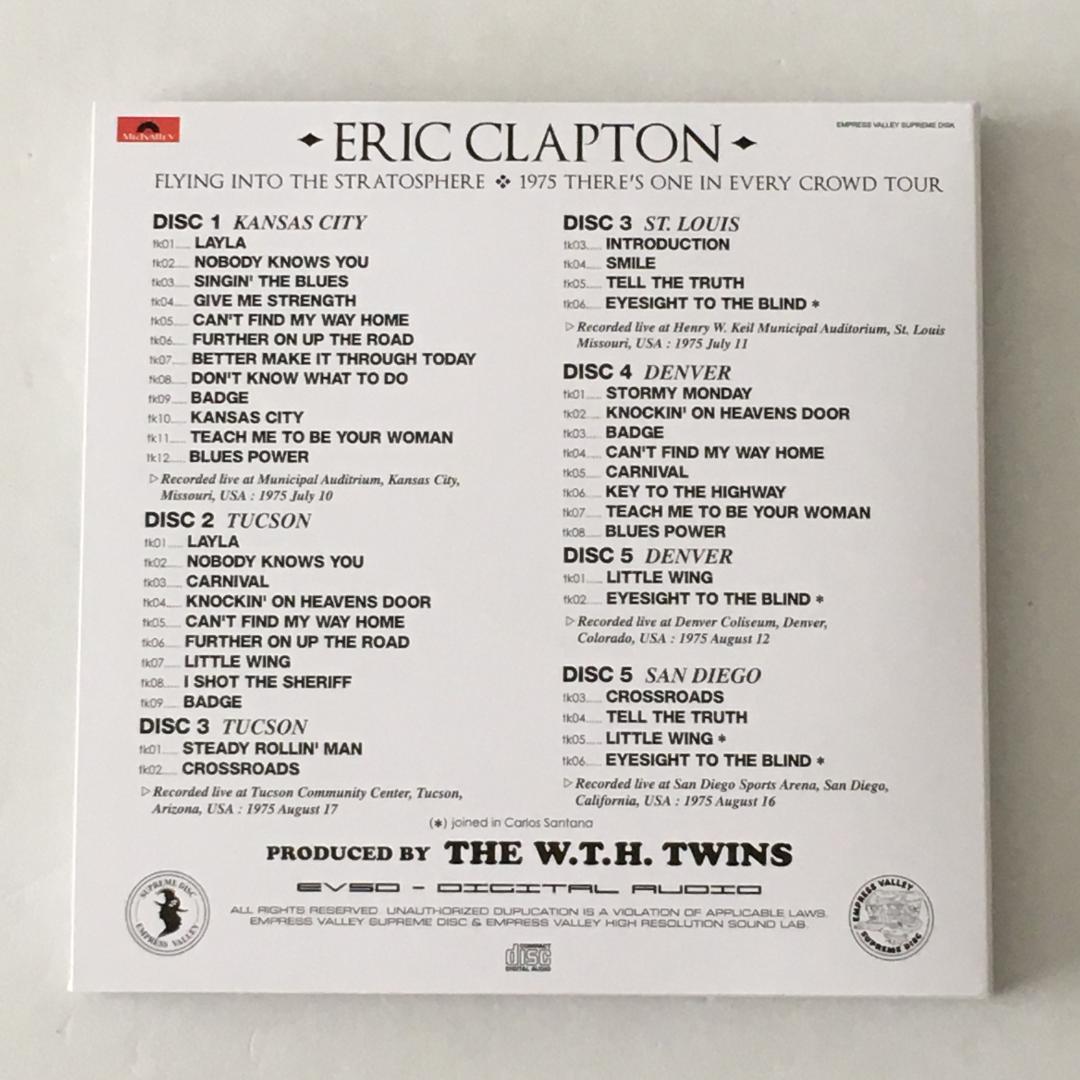 MidValley
EMPRESS VALLEY SUPREME DISK
ERIC CLAPTON
FLYING INTO THE STRATOSPHERE ❖ 1975 THERE'S ONE IN EVERY CROWD TOUR
DISC 1 KANSAS CITY
tk01...... LAYLA
tk02...... NOBODY KNOWS YOU
tk03...... SINGIN' THE BLUES
tk04...... GIVE ME STRENGTH
tk05...... CAN'T FIND MY WAY HOME
tk06...... FURTHER ON UP THE ROAD
tk07...... BETTER MAKE IT THROUGH TODAY
tk08...... DON'T KNOW WHAT TO DO
tk09...... BADGE
tk10...... KANSAS CITY
tk11...... TEACH ME TO BE YOUR WOMAN
tk12...... BLUES POWER
▷ Recorded live at Municipal Auditrium, Kansas City,
Missouri, USA : 1975 July 10
DISC 2 TUCSON
tk01...... LAYLA
tk02...... NOBODY KNOWS YOU
tk03...... CARNIVAL
tk04...... KNOCKIN' ON HEAVENS DOOR
tk05...... CAN'T FIND MY WAY HOME
tk06...... FURTHER ON UP THE ROAD
tk07...... LITTLE WING
tk08...... I SHOT THE SHERIFF
tk09...... BADGE
DISC 3 TUCSON
tk01...... STEADY ROLLIN' MAN
tk02...... CROSSROADS
▷ Recorded live at Tucson Community Center, Tucson,
Arizona, USA : 1975 August 17
DISC 3 ST. LOUIS
tk03...... INTRODUCTION
tk04...... SMILE
tk05...... TELL THE TRUTH
tk06...... EYESIGHT TO THE BLIND *
▷ Recorded live at Henry W. Keil Municipal Auditorium, St. Louis
Missouri, USA : 1975 July 11
DISC 4 DENVER
tk01...... STORMY MONDAY
tk02...... KNOCKIN' ON HEAVENS DOOR
tk03...... BADGE
tk04...... CAN'T FIND MY WAY HOME
tk05...... CARNIVAL
tk06...... KEY TO THE HIGHWAY
tk07...... TEACH ME TO BE YOUR WOMAN
tk08...... BLUES POWER
DISC 5 DENVER
tk01...... LITTLE WING
tk02...... EYESIGHT TO THE BLIND *
▷ Recorded live at Denver Coliseum, Denver,
Colorado, USA : 1975 August 12
DISC 5 SAN DIEGO
tk03...... CROSSROADS
tk04...... TELL THE TRUTH
tk05...... LITTLE WING *
tk06...... EYESIGHT TO THE BLIND *
▷ Recorded live at San Diego Sports Arena, San Diego,
California, USA : 1975 August 16
(*) joined in Carlos Santana
PRODUCED BY THE W.T.H. TWINS
EVSD - DIGITAL AUDIO
ALL RIGHTS RESERVED. UNAUTHORIZED DUPLICATION IS A VIOLATION OF APPLICABLE LAWS.
EMPRESS VALLEY SUPREME DISC & EMPRESS VALLEY HIGH RESOLUTION SOUND LAB.
SUPREME DISC
EMPRESS VALLEY
EMPRESS VALLEY
SUPREME DISC
COMPACT
disc
DIGITAL AUDIO